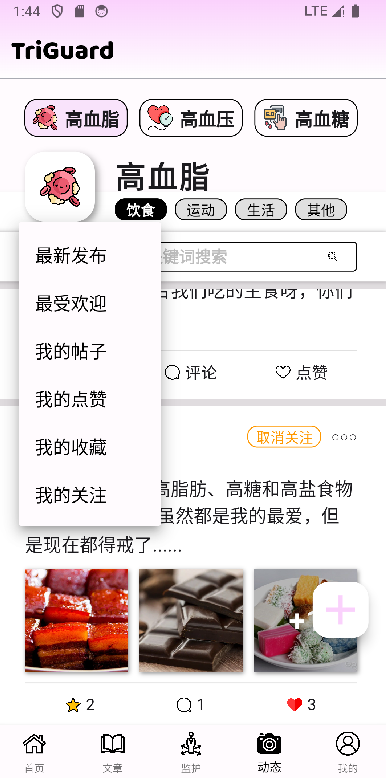 1:44 LTE
TriGuard
高血脂 高血压 高血糖
高血脂
饮食 运动 生活 其他
键词搜索
最新发布
我们吃的主食呀，你们
最受欢迎
我的帖子
评论 点赞
我的点赞
取消关注
我的收藏
我的关注
高脂肪、高糖和高盐食物
虽然都是我的最爱，但
是现在都得戒了......
+
2 1 3
首页 文章 监护 动态 我的